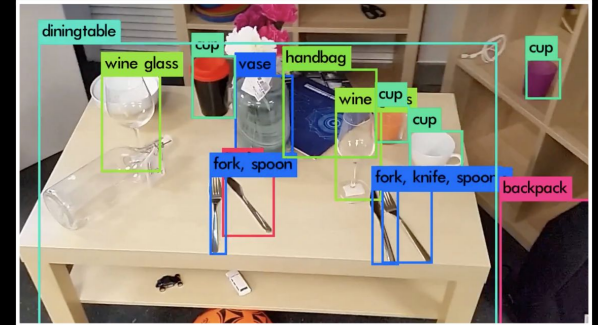 diningtable
cup
cup
wine glass
vase
handbag
wine
cup
s
cup
fork, spoon
fork, knife, spoon
backpack